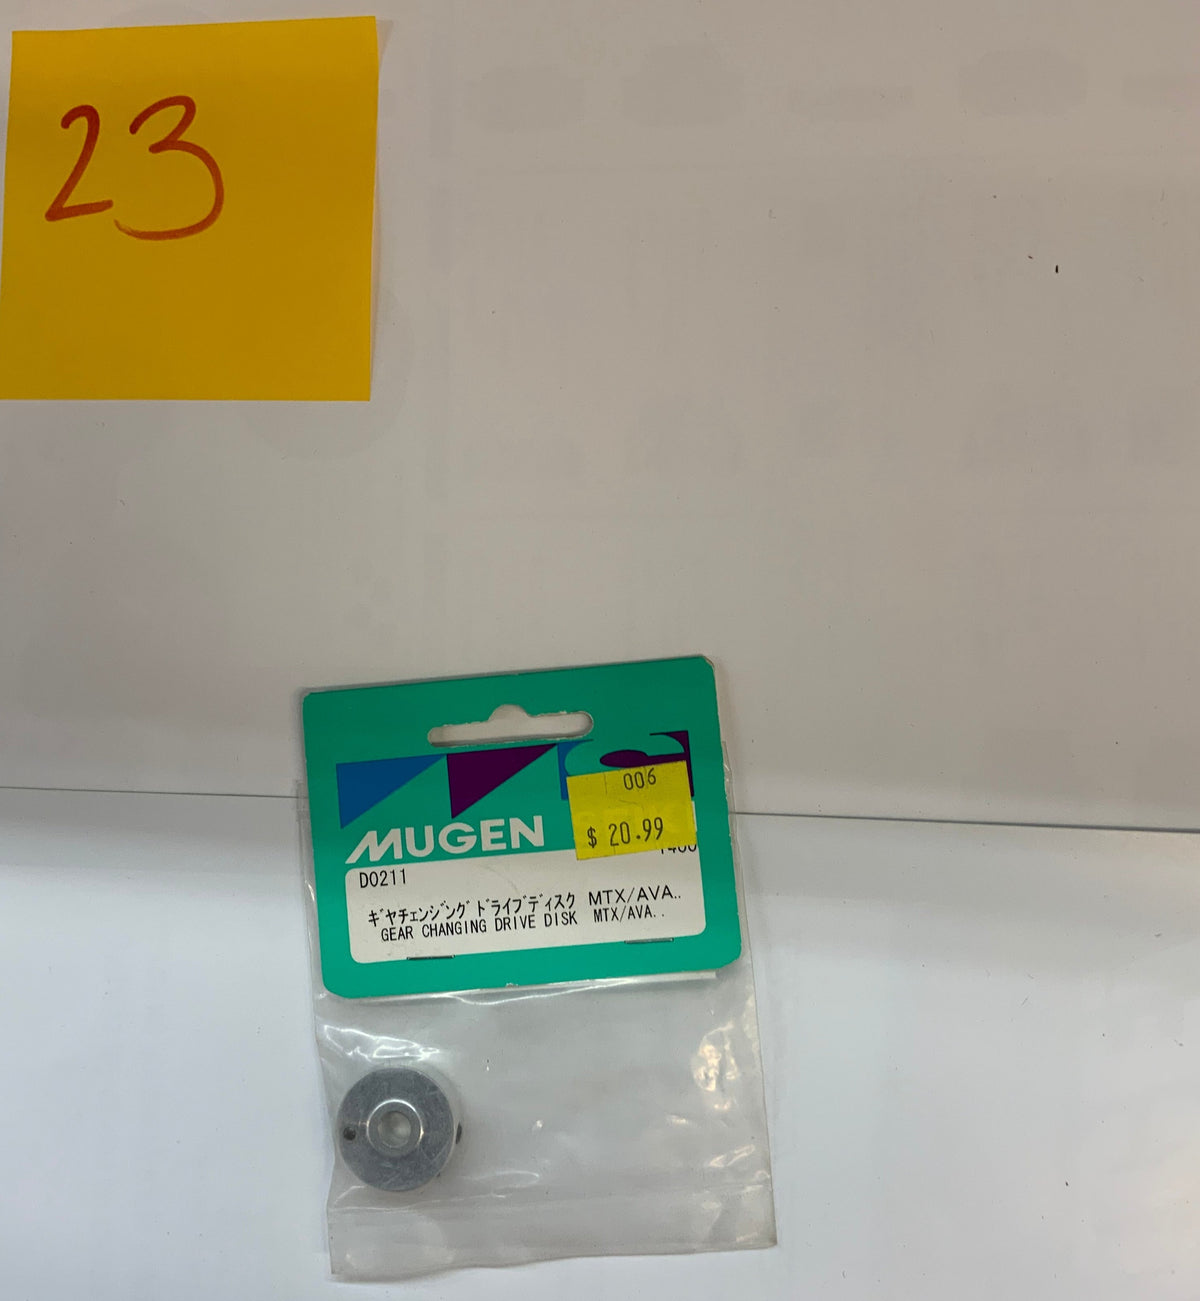 23
006
$ 20.99
MUGEN
D0211
ギヤチェンジング ドライブディスク MTX/AVA..
GEAR CHANGING DRIVE DISK MTX/AVA..